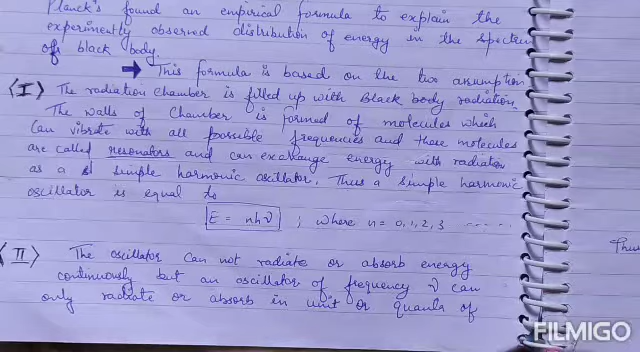 Planck's found an empirical formula to explain the
experimently observed distribution of energy in the spectrum
of black body.
→ This formula is based on the two assumption
<I> The radiation chamber is filled up with Black body radiation.
The walls of Chamber is formed of molecules which
Can vibrate with all possible frequencies and these molecules
are called resonators and can exchange energy with radiation
as a simple harmonic oscillator. Thus a simple harmonic
oscillator is equal to
E = nhν ; where n = 0,1,2,3 -----
<II> The oscillator can not radiate or absorb energy
continuously but an oscillator of frequency ν can
only radiate or absorb in unit or quanta of
Thus
FILMIGO